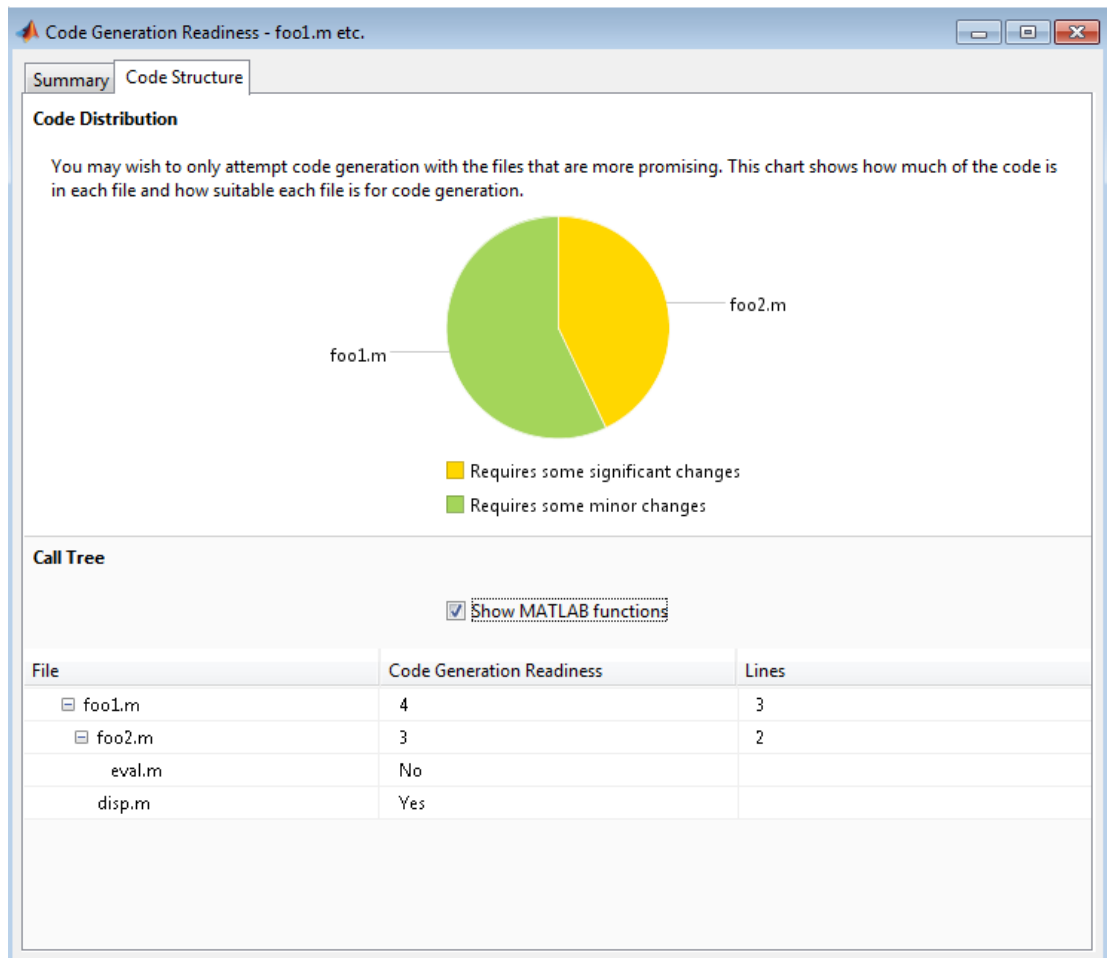 Code Generation Readiness - foo1.m etc.
Summary
Code Structure
Code Distribution
You may wish to only attempt code generation with the files that are more promising. This chart shows how much of the code is
in each file and how suitable each file is for code generation.
foo2.m
foo1.m
Requires some significant changes
Requires some minor changes
Call Tree
Show MATLAB functions
File Code Generation Readiness Lines
foo1.m 4 3
foo2.m 3 2
eval.m No
disp.m Yes